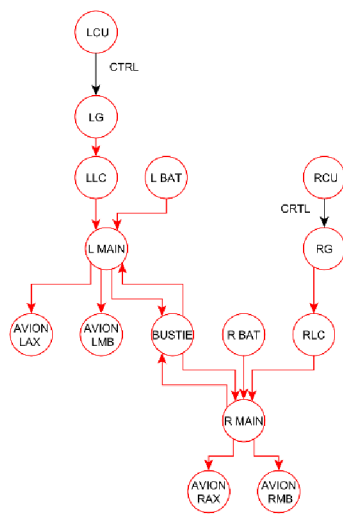 LCU
CTRL
LG
LLC
L BAT
RCU
CRTL
L MAIN
RG
AVION
LAX
AVION
LMB
BUSTIE
R BAT
RLC
R MAIN
AVION
RAX
AVION
RMB